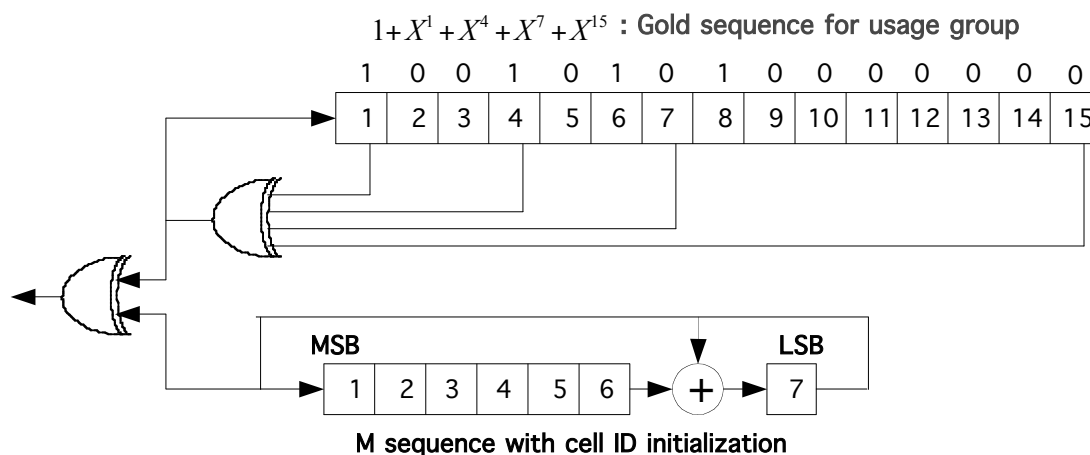 1+X^1+X^4+X^7+X^15 : Gold sequence for usage group
1 0 0 1 0 1 0 1 0 0 0 0 0 0 0
1 2 3 4 5 6 7 8 9 10 11 12 13 14 15
MSB LSB
1 2 3 4 5 6 + 7
M sequence with cell ID initialization